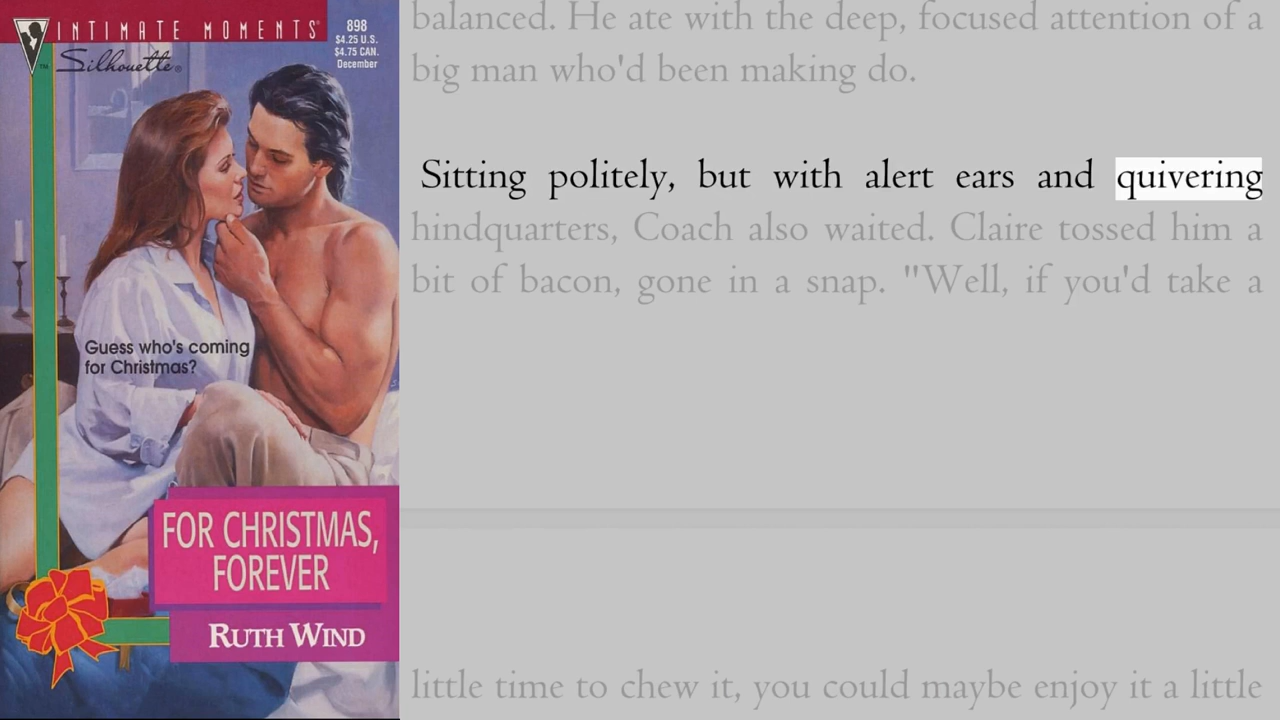 INTIMATE MOMENTS®
898
$4.25 U.S.
$4.75 CAN.
December
™
Silhouette®
Guess who's coming
for Christmas?
FOR CHRISTMAS,
FOREVER
RUTH WIND
balanced. He ate with the deep, focused attention of a
big man who'd been making do.
Sitting politely, but with alert ears and quivering
hindquarters, Coach also waited. Claire tossed him a
bit of bacon, gone in a snap. "Well, if you'd take a
little time to chew it, you could maybe enjoy it a little